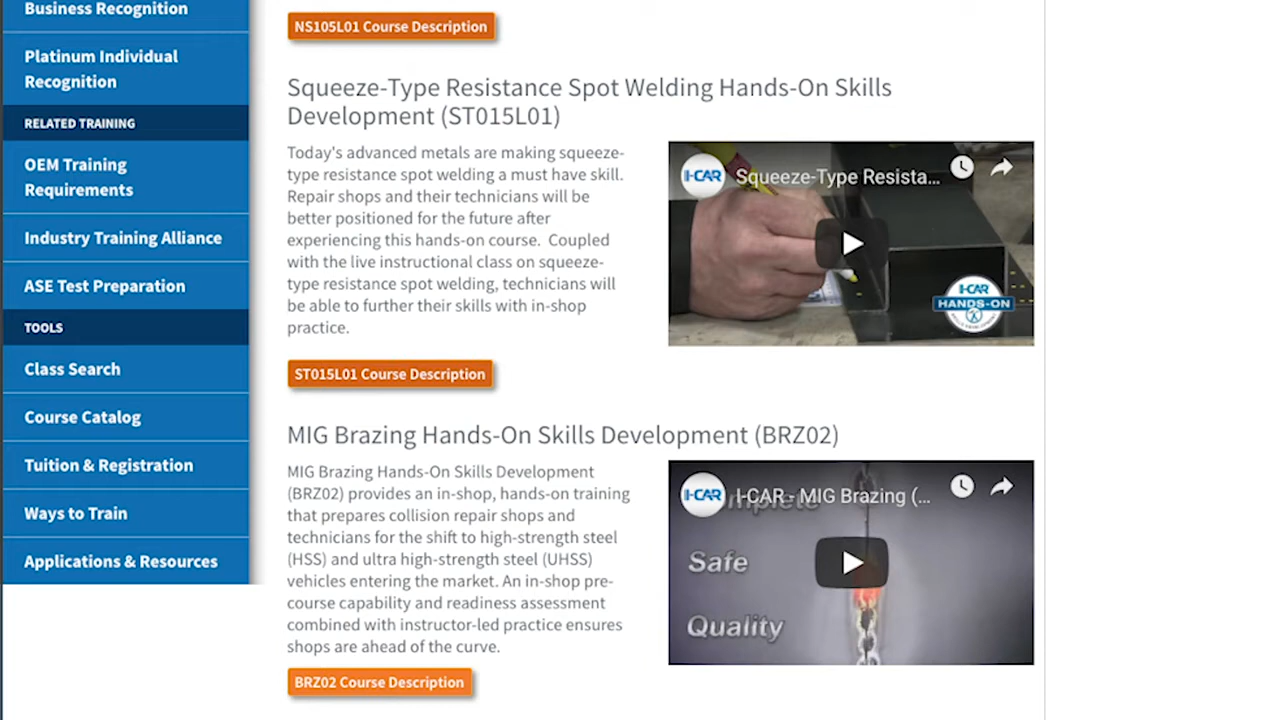 Business Recognition
Platinum Individual
Recognition
RELATED TRAINING
OEM Training
Requirements
Industry Training Alliance
ASE Test Preparation
TOOLS
Class Search
Course Catalog
Tuition & Registration
Ways to Train
Applications & Resources
NS105L01 Course Description
Squeeze-Type Resistance Spot Welding Hands-On Skills
Development (ST015L01)
Today's advanced metals are making squeeze-
type resistance spot welding a must have skill.
Repair shops and their technicians will be
better positioned for the future after
experiencing this hands-on course. Coupled
with the live instructional class on squeeze-
type resistance spot welding, technicians will
be able to further their skills with in-shop
practice.
I-CAR
Squeeze-Type Resista...
I-CAR
HANDS-ON
ST015L01 Course Description
MIG Brazing Hands-On Skills Development (BRZ02)
MIG Brazing Hands-On Skills Development
(BRZ02) provides an in-shop, hands-on training
that prepares collision repair shops and
technicians for the shift to high-strength steel
(HSS) and ultra high-strength steel (UHSS)
vehicles entering the market. An in-shop pre-
course capability and readiness assessment
combined with instructor-led practice ensures
shops are ahead of the curve.
I-CAR
I-CAR - MIG Brazing (...
Safe
Quality
BRZ02 Course Description